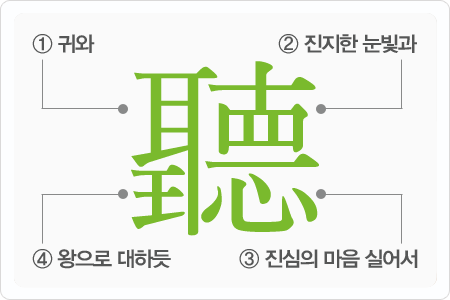 ① 귀와
② 진지한 눈빛과
聽
④ 왕으로 대하듯
③ 진심의 마음 실어서